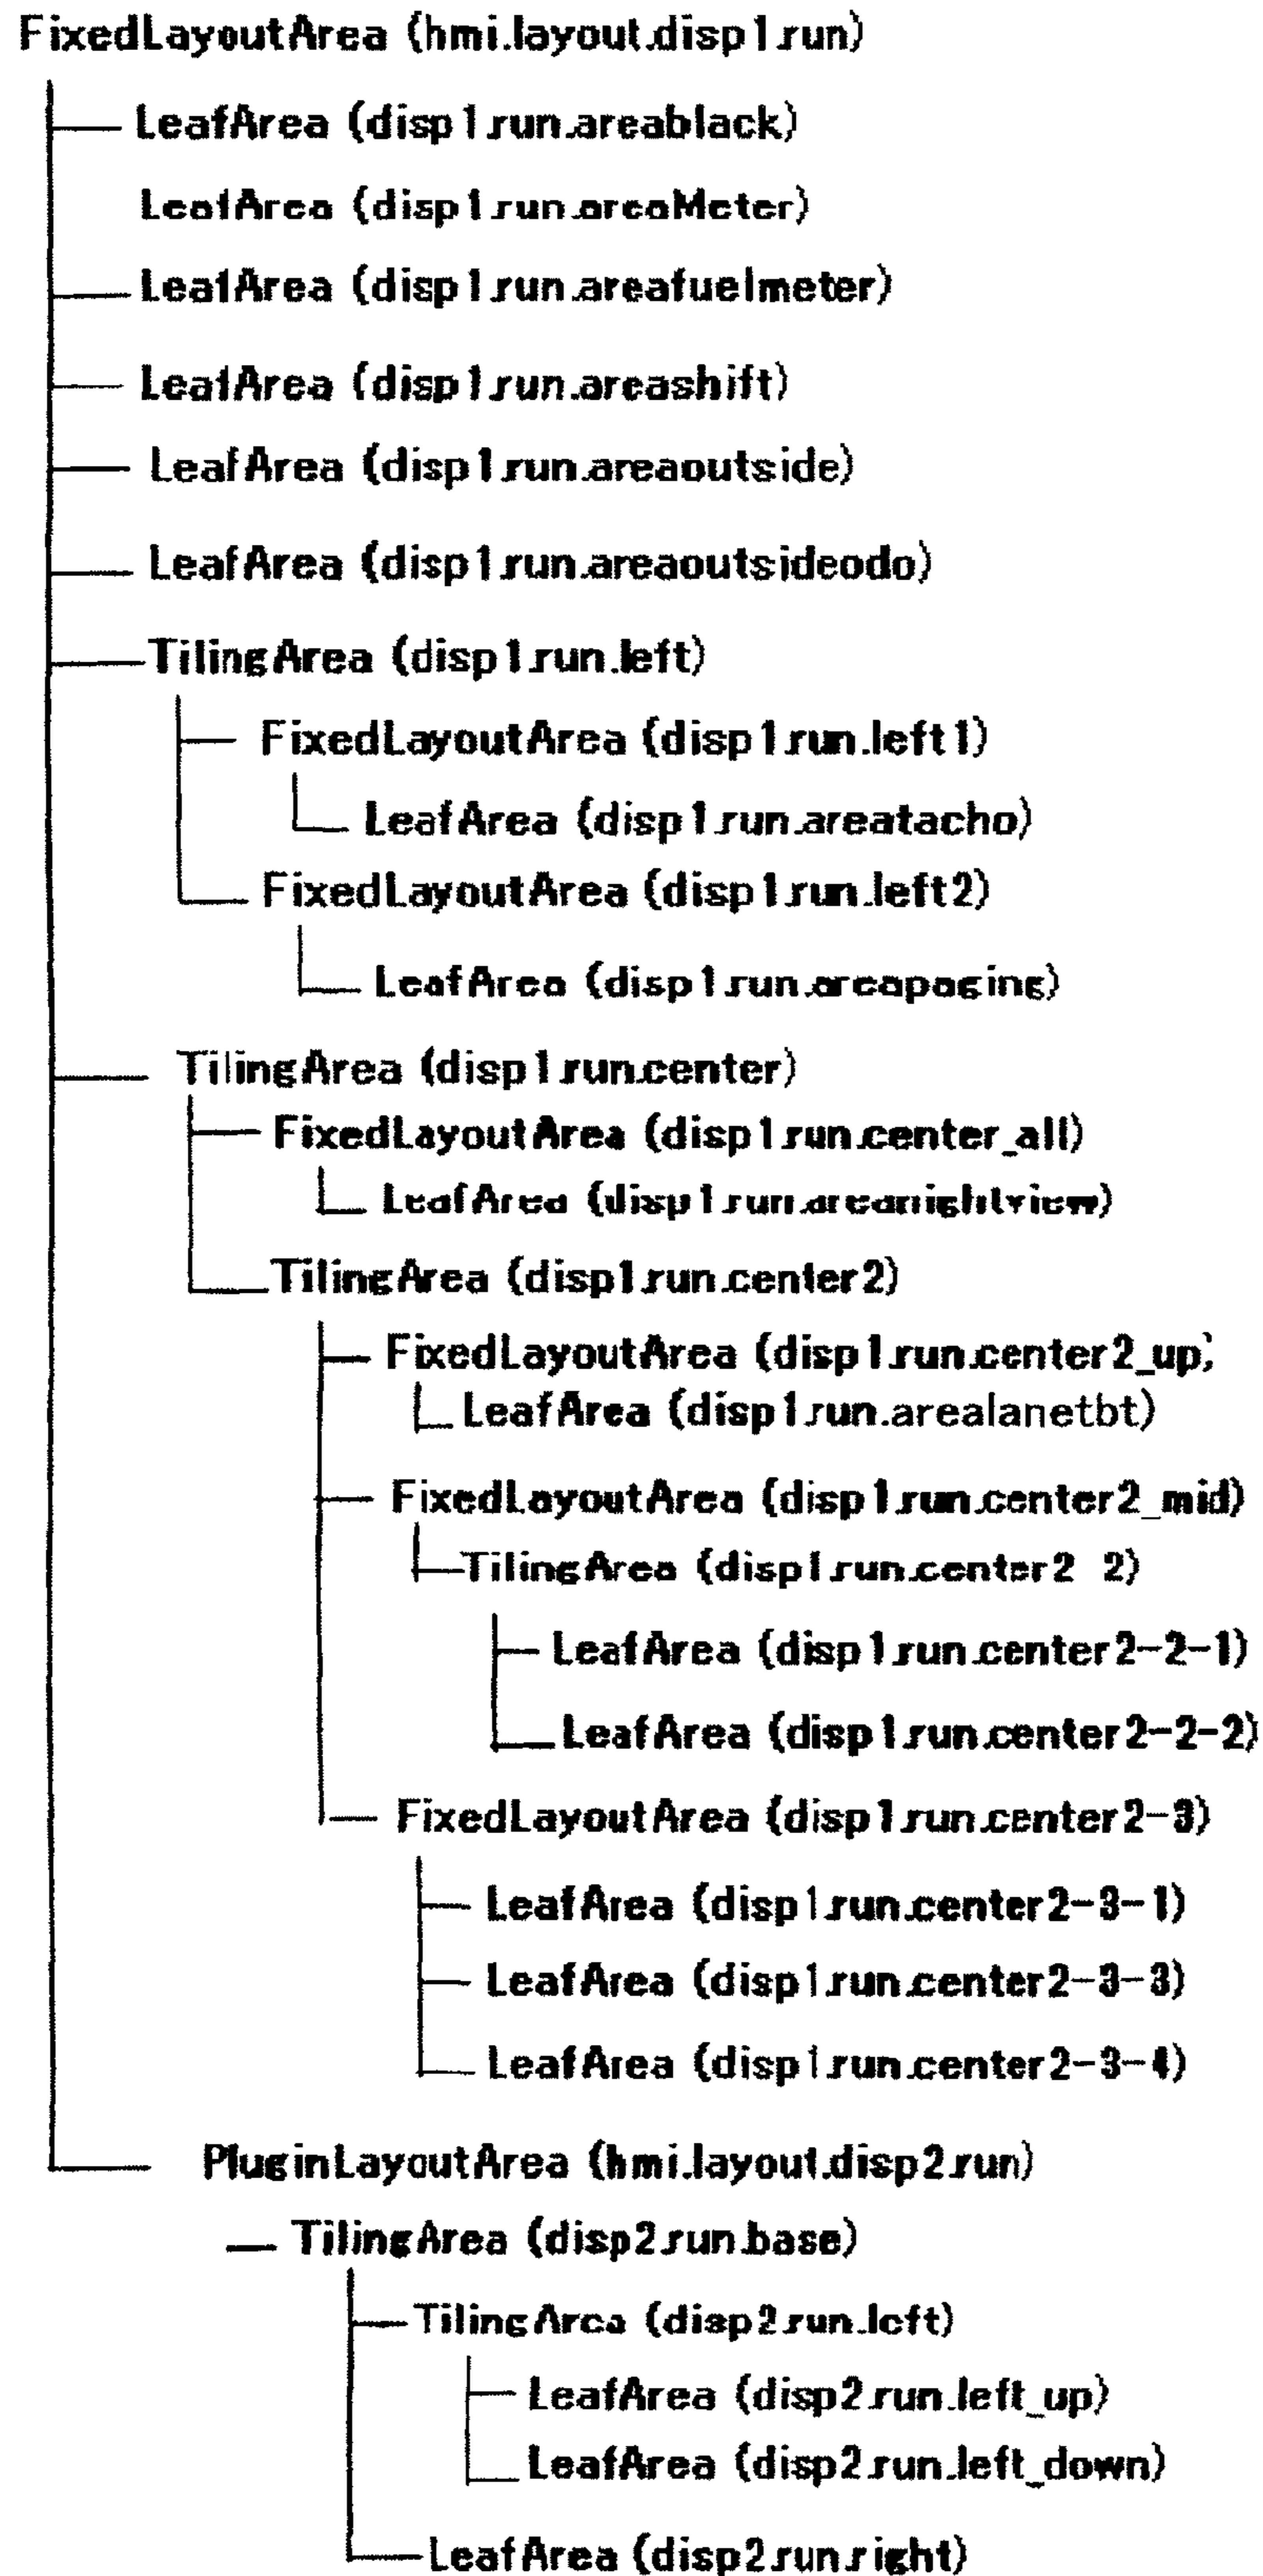 FixedLayoutArea (hmi.layout.disp1.run)
LeafArea (disp1.run.areablack)
LeafArea (disp1.run.areaMeter)
LeafArea (disp1.run.areafuelmeter)
LeafArea (disp1.run.areashift)
LeafArea (disp1.run.areaoutside)
LeafArea (disp1.run.areaoutsideodo)
TilingArea (disp1.run.left)
FixedLayoutArea (disp1.run.left1)
LeafArea (disp1.run.areatacho)
FixedLayoutArea (disp1.run.left2)
LeafArea (disp1.run.areapaging)
TilingArea (disp1.run.center)
FixedLayoutArea (disp1.run.center_all)
LeafArea (disp1.run.areanightview)
TilingArea (disp1.run.center2)
FixedLayoutArea (disp1.run.center2_up)
LeafArea (disp1.run.arealanetbt)
FixedLayoutArea (disp1.run.center2_mid)
TilingArea (disp1.run.center2 2)
LeafArea (disp1.run.center2-2-1)
LeafArea (disp1.run.center2-2-2)
FixedLayoutArea (disp1.run.center2-3)
LeafArea (disp1.run.center2-3-1)
LeafArea (disp1.run.center2-3-3)
LeafArea (disp1.run.center2-3-4)
PluginLayoutArea (hmi.layout.disp2.run)
TilingArea (disp2.run.base)
TilingArea (disp2.run.left)
LeafArea (disp2.run.left_up)
LeafArea (disp2.run.left_down)
LeafArea (disp2.run.right)